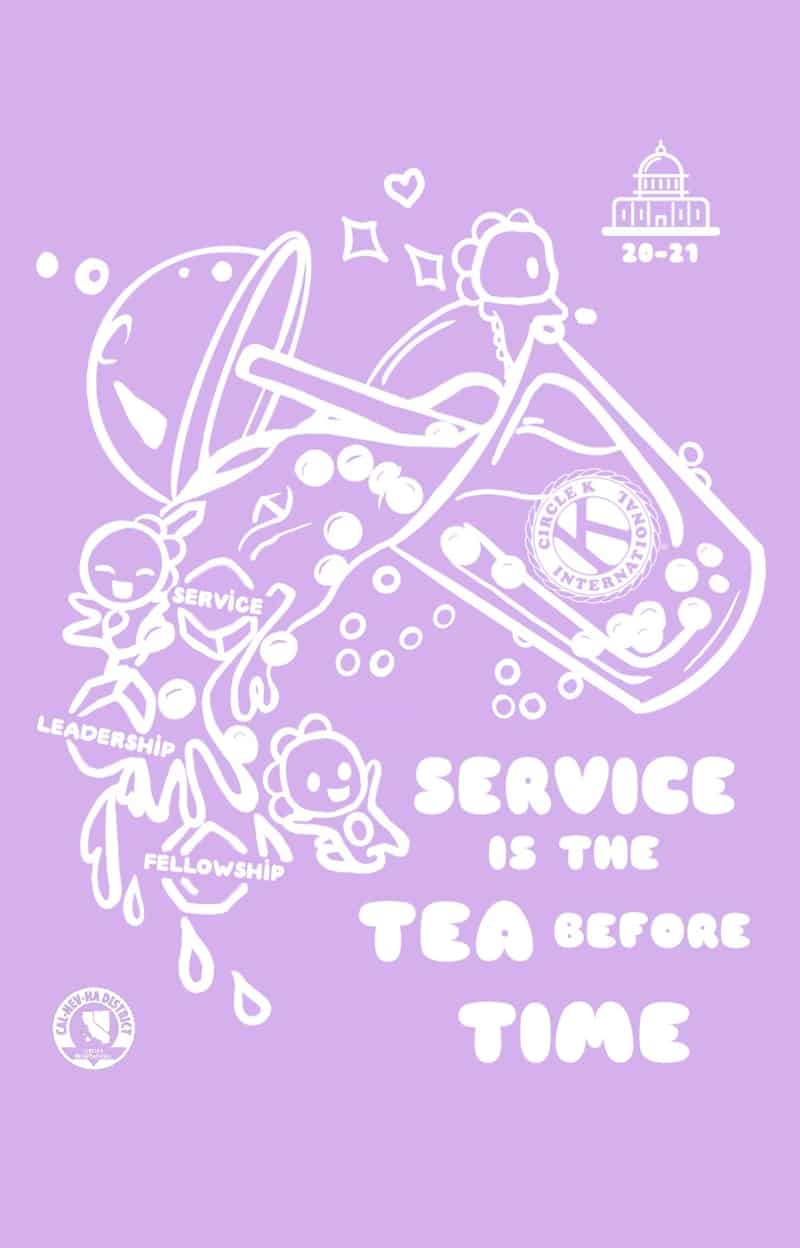 20-21
CIRCLE K
INTERNATIONAL
K
SERViCE
LEADERSHiP
FELLOWSHiP
SERVICE
IS THE
TEA BEFORE
TIME
CAL-NEV-HA DISTRICT